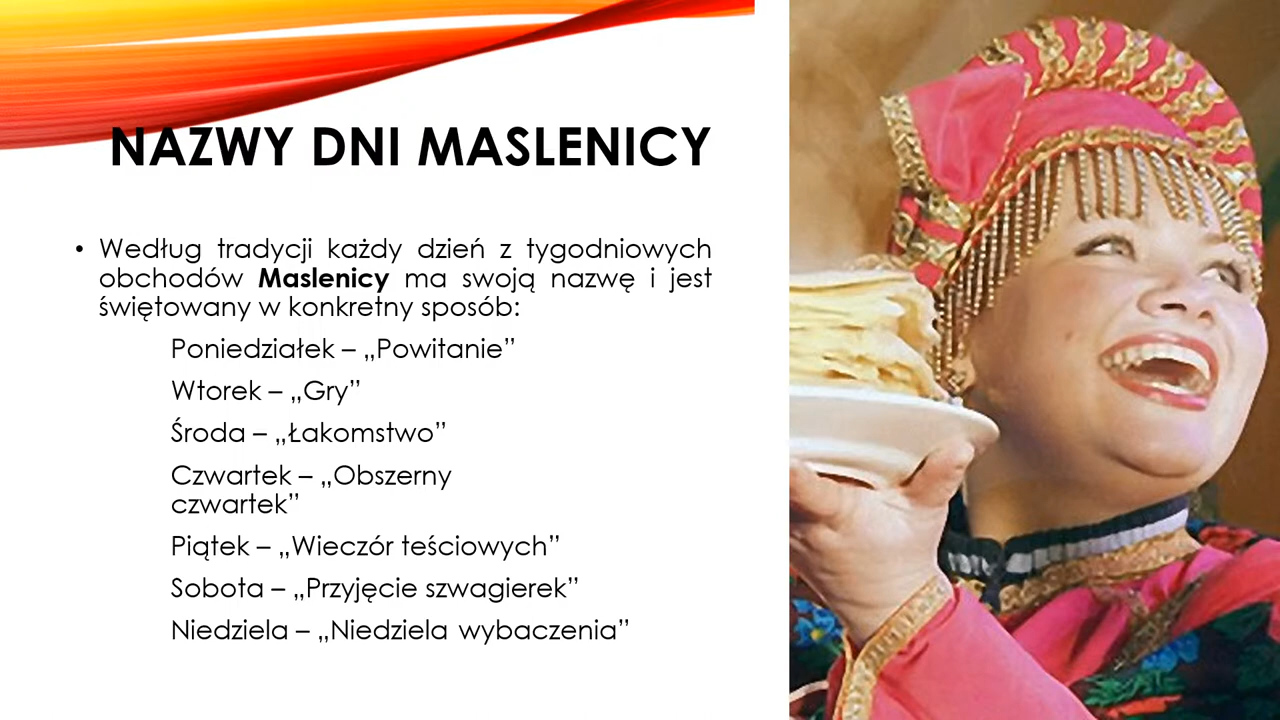 NAZWY DNI MASLENICY
• Według tradycji każdy dzień z tygodniowych
obchodów Maslenicy ma swoją nazwę i jest
świętowany w konkretny sposób:
Poniedziałek – „Powitanie”
Wtorek – „Gry”
Środa – „Łakomstwo”
Czwartek – „Obszerny
czwartek”
Piątek – „Wieczór teściowych”
Sobota – „Przyjęcie szwagierek”
Niedziela – „Niedziela wybaczenia”